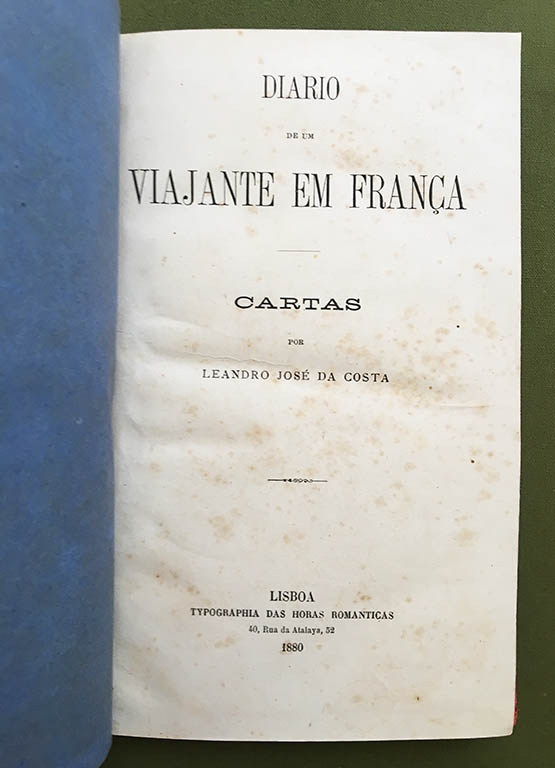 DIARIO
DE UM
VIAJANTE EM FRANÇA
CARTAS
POR
LEANDRO JOSÉ DA COSTA
LISBOA
TYPOGRAPHIA DAS HORAS ROMANTICAS
40, Rua da Atalaya, 52
1880